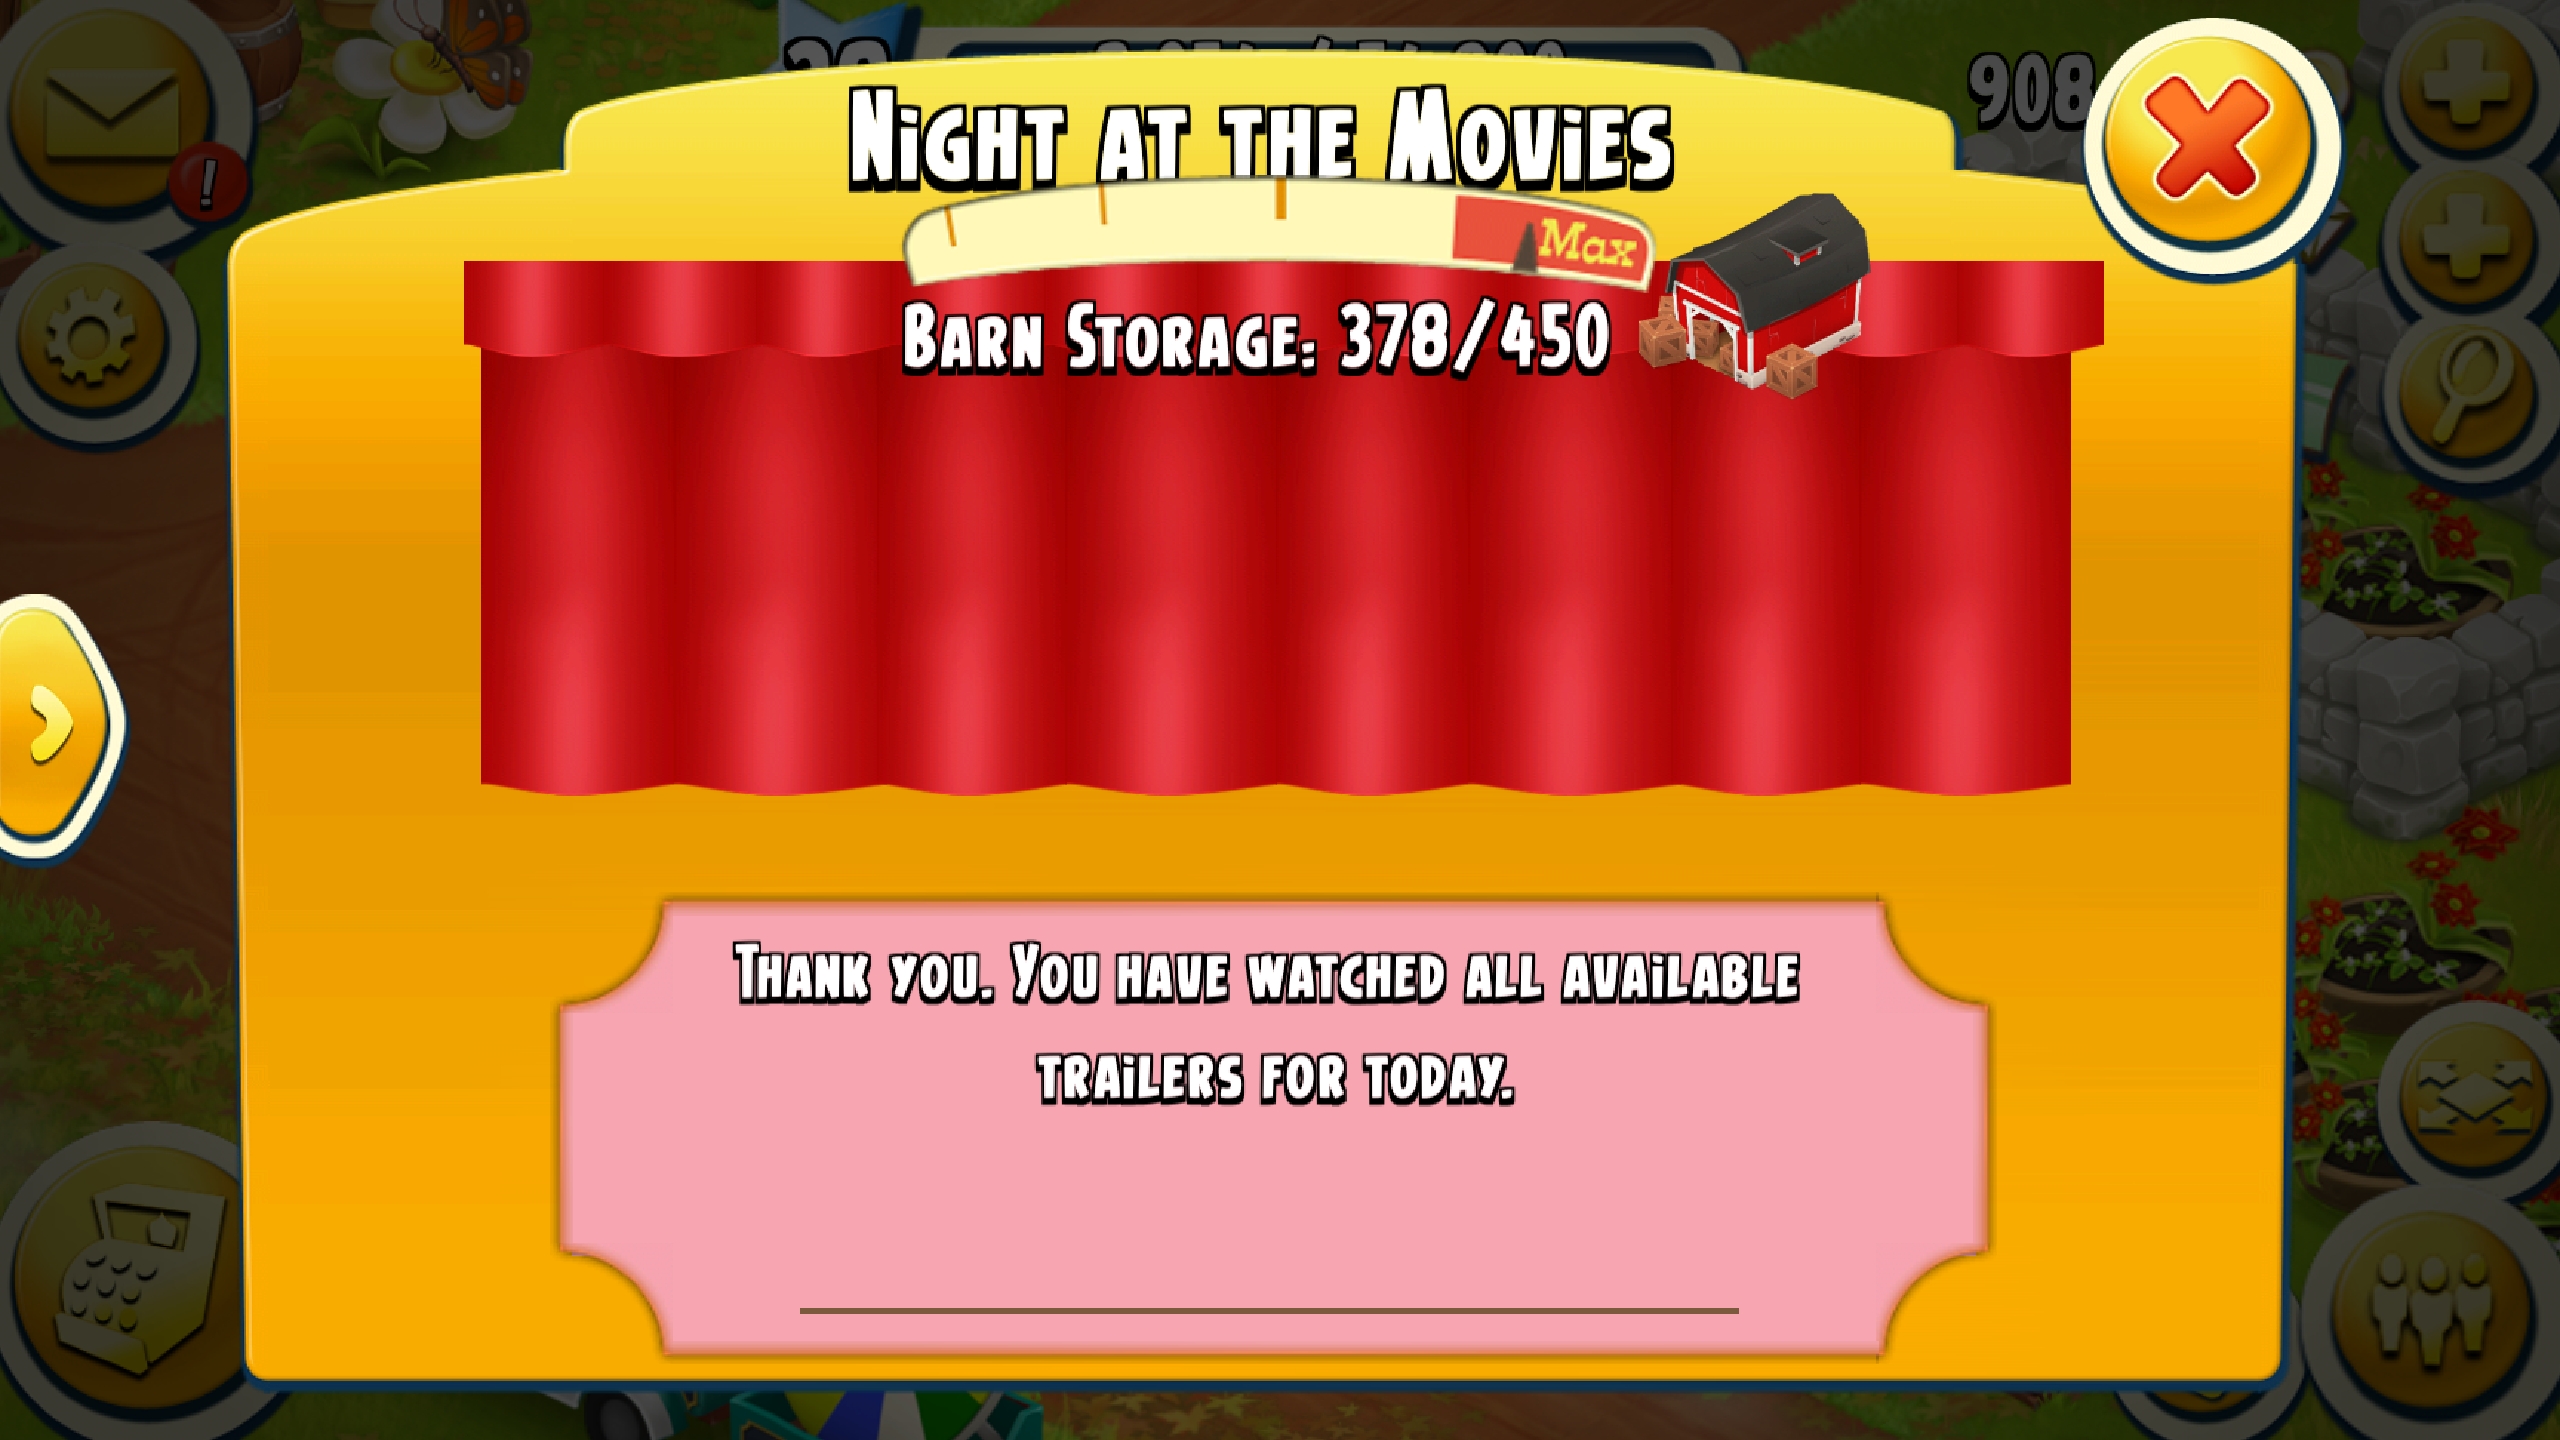 908
Night at the Movies
Max
Barn Storage: 378/450
!
Thank you. You have watched all available
trailers for today.